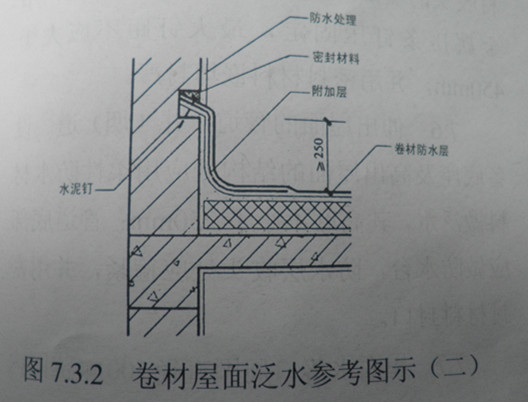 防水处理
密封材料
附加层
≥250
卷材防水层
水泥钉
图 7.3.2 卷材屋面泛水参考图示（二）